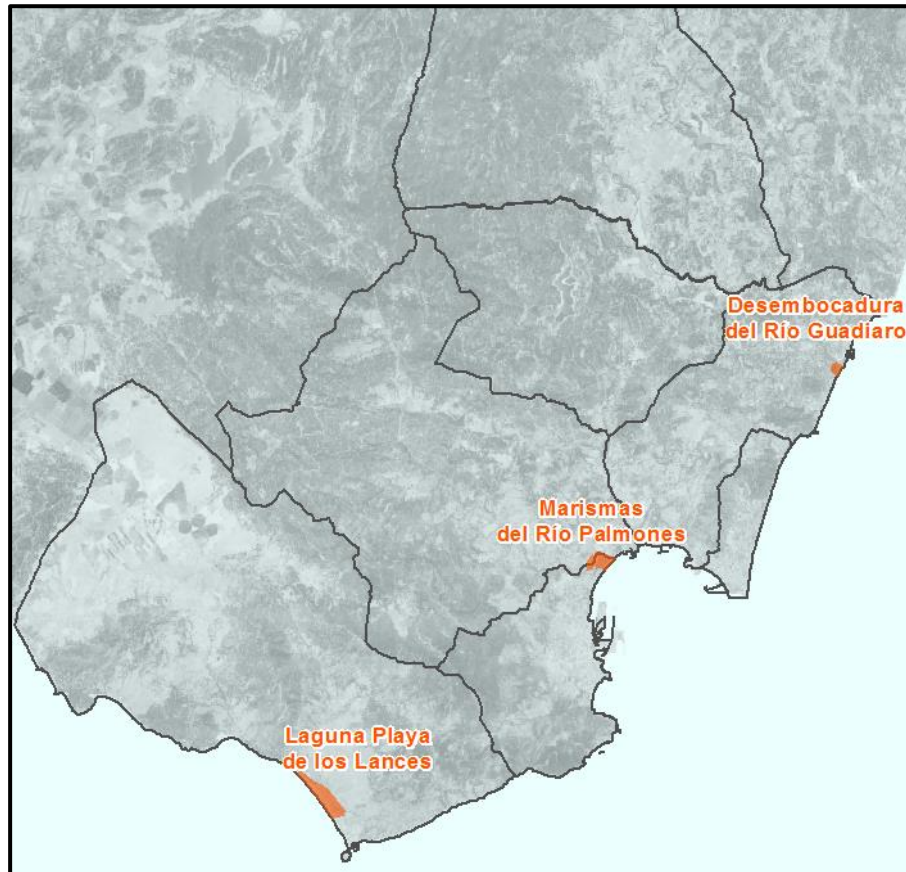 Desembocadura
del Río Guadiaro
Marismas
del Río Palmones
Laguna Playa
de los Lances